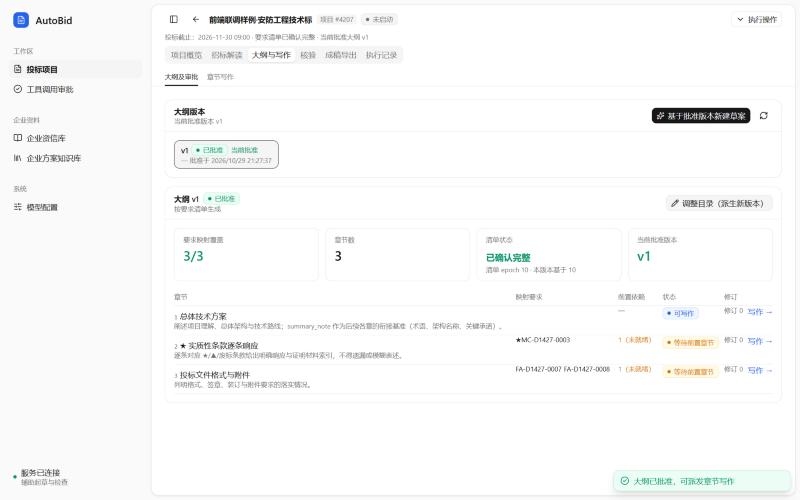 AutoBid
前端联调样例·安防工程技术标 项目 #4207 未启动
执行操作
投标截止：2026-11-30 09:00 · 要求清单已确认完整 · 当前批准大纲 v1
项目概览 招标解读 大纲与写作 核验 成稿导出 执行记录
大纲及审批 章节写作
工作区
投标项目
工具调用审批
企业资料
企业资信库
企业方案知识库
系统
模型配置
大纲版本
当前批准版本 v1
基于批准版本新建草案
v1 已批准 当前批准
— 批准于 2026/10/29 21:27:37
大纲 v1 已批准
按要求清单生成
调整目录（派生新版本）
要求映射覆盖
3/3
章节数
3
清单状态
已确认完整
清单 epoch 10 · 本版本基于 10
当前批准版本
v1
章节 映射要求 前置依赖 状态 修订
1 总体技术方案 — 可写作 修订 0 写作 →
阐述项目理解、总体架构与技术路线；summary_note 作为后续各章的衔接基准（术语、架构名称、关键承诺）。
2 ★ 实质性条款逐条响应 ★MC-D1427-0003 1（未就绪） 等待前置章节 修订 0 写作 →
逐条对应 ★/▲/废标条款给出明确响应与证明材料索引，不得遗漏或模糊表述。
3 投标文件格式与附件 FA-D1427-0007 FA-D1427-0008 1（未就绪） 等待前置章节 修订 0 写作 →
列明格式、签章、装订与附件要求的落实情况。
服务已连接
辅助起草与检查
大纲已批准，可派发章节写作